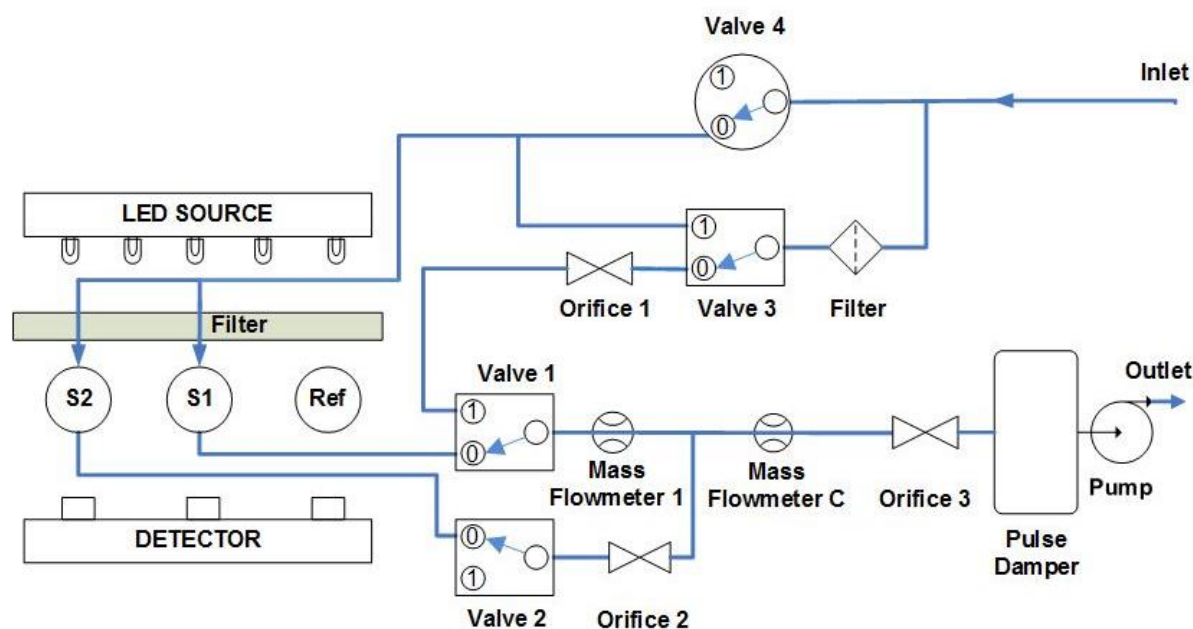 Valve 4
Inlet
1
0
LED SOURCE
1
0
Orifice 1
Valve 3
Filter
Filter
S2
S1
Ref
Valve 1
1
0
Mass
Flowmeter 1
Mass
Flowmeter C
Orifice 3
Outlet
Pump
Pulse
Damper
DETECTOR
0
1
Valve 2
Orifice 2